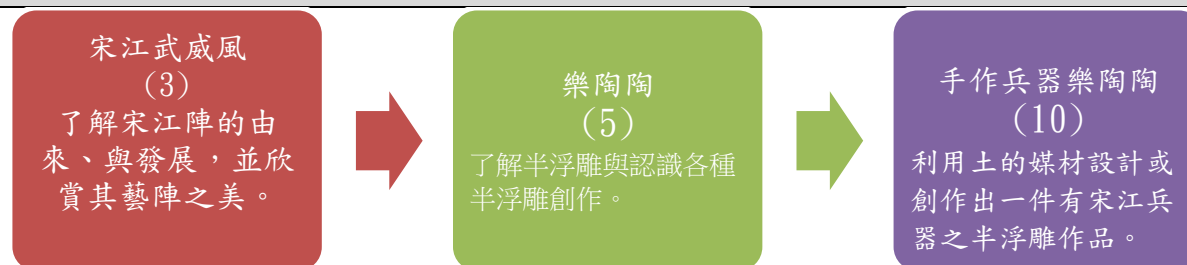 宋江武威風
(3)
了解宋江陣的由
來、與發展，並欣
賞其藝陣之美。
樂陶陶
(5)
了解半浮雕與認識各種
半浮雕創作。
手作兵器樂陶陶
(10)
利用土的媒材設計或
創作出一件有宋江兵
器之半浮雕作品。